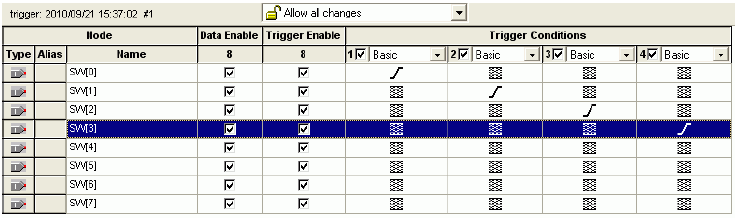 trigger: 2010/09/21 15:37:02 #1 Allow all changes
Node Data Enable Trigger Enable Trigger Conditions
Type Alias Name 8 8 1 Basic 2 Basic 3 Basic 4 Basic
SW[0]
SW[1]
SW[2]
SW[3]
SW[4]
SW[5]
SW[6]
SW[7]